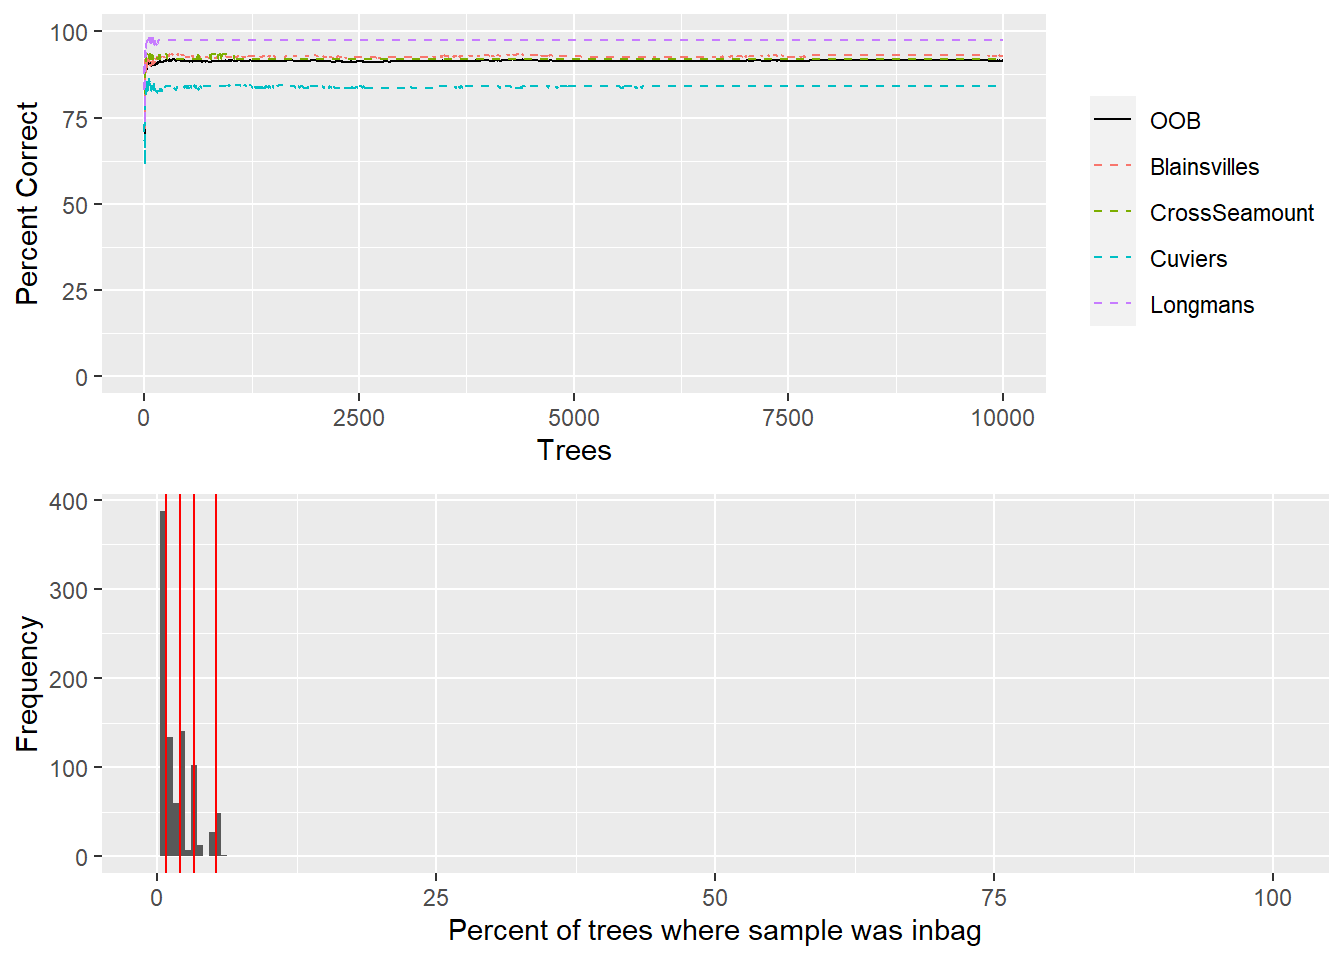 100
75
50
25
0
Percent Correct
0 2500 5000 7500 10000
Trees
OOB
Blainsvilles
CrossSeamount
Cuviers
Longmans
400
300
200
100
0
Frequency
0 25 50 75 100
Percent of trees where sample was inbag